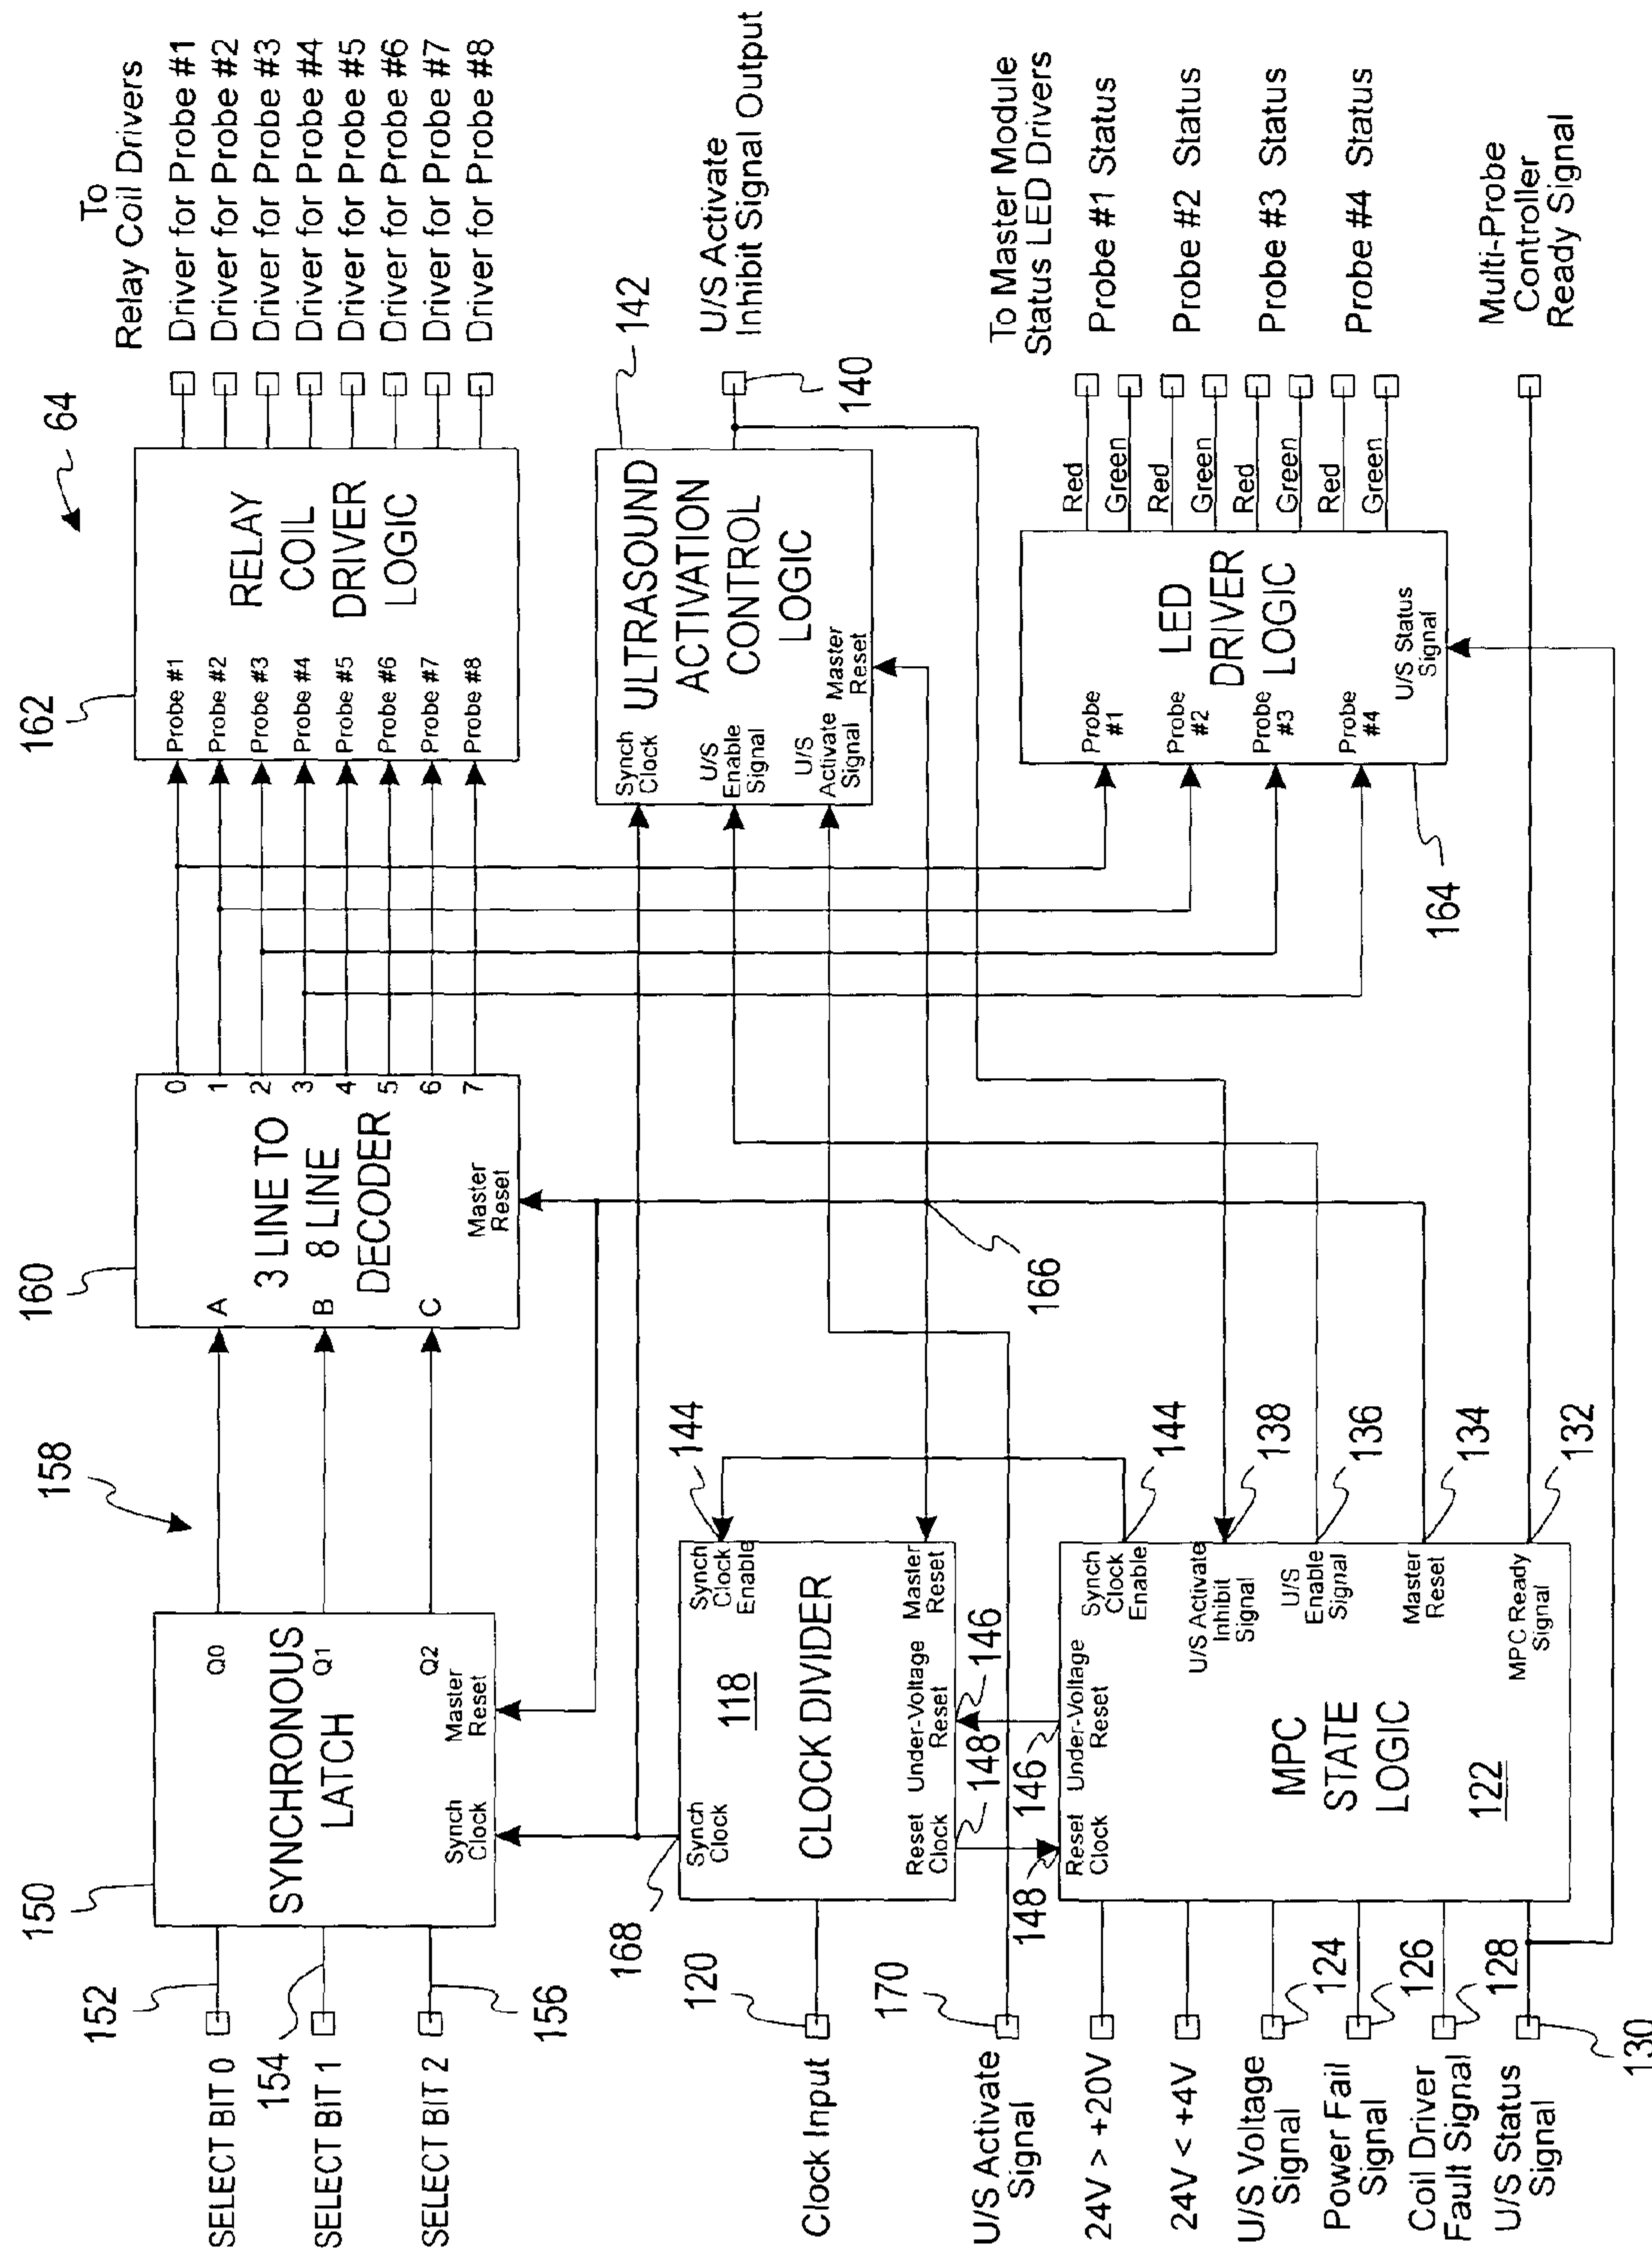 64
To
Relay Coil Drivers
Driver for Probe #1
Driver for Probe #2
Driver for Probe #3
Driver for Probe #4
Driver for Probe #5
Driver for Probe #6
Driver for Probe #7
Driver for Probe #8
162
RELAY
COIL
DRIVER
LOGIC
Probe #1
Probe #2
Probe #3
Probe #4
Probe #5
Probe #6
Probe #7
Probe #8
160
3 LINE TO
8 LINE
DECODER
A
B
C
0
1
2
3
4
5
6
7
Master
Reset
158
150
SYNCHRONOUS
LATCH
Q0
Q1
Q2
Synch
Clock
Master
Reset
152
154
156
SELECT BIT 0
SELECT BIT 1
SELECT BIT 2
142
ULTRASOUND
ACTIVATION
CONTROL
LOGIC
Synch
Clock
U/S
Enable
Signal
U/S
Activate
Signal
Master
Reset
U/S Activate
Inhibit Signal Output
140
168
118
CLOCK DIVIDER
Synch
Clock
Synch
Clock
Enable
Reset
Clock
Under-Voltage
Reset
Master
Reset
144
120
Clock Input
166
170
U/S Activate
Signal
148
148
146
146
Reset
Clock
Under-Voltage
Reset
Synch
Clock
Enable
U/S Activate
Inhibit
Signal
U/S
Enable
Signal
Master
Reset
MPC Ready
Signal
MPC
STATE
LOGIC
122
144
138
136
134
132
24V > +20V
24V < +4V
U/S Voltage
Signal
124
Power Fail
Signal
126
Coil Driver
Fault Signal
128
U/S Status
Signal
130
164
LED
DRIVER
LOGIC
Probe
#1
Probe
#2
Probe
#3
Probe
#4
U/S Status
Signal
Red
Green
Red
Green
Red
Green
Red
Green
To Master Module
Status LED Drivers
Probe #1 Status
Probe #2 Status
Probe #3 Status
Probe #4 Status
Multi-Probe
Controller
Ready Signal